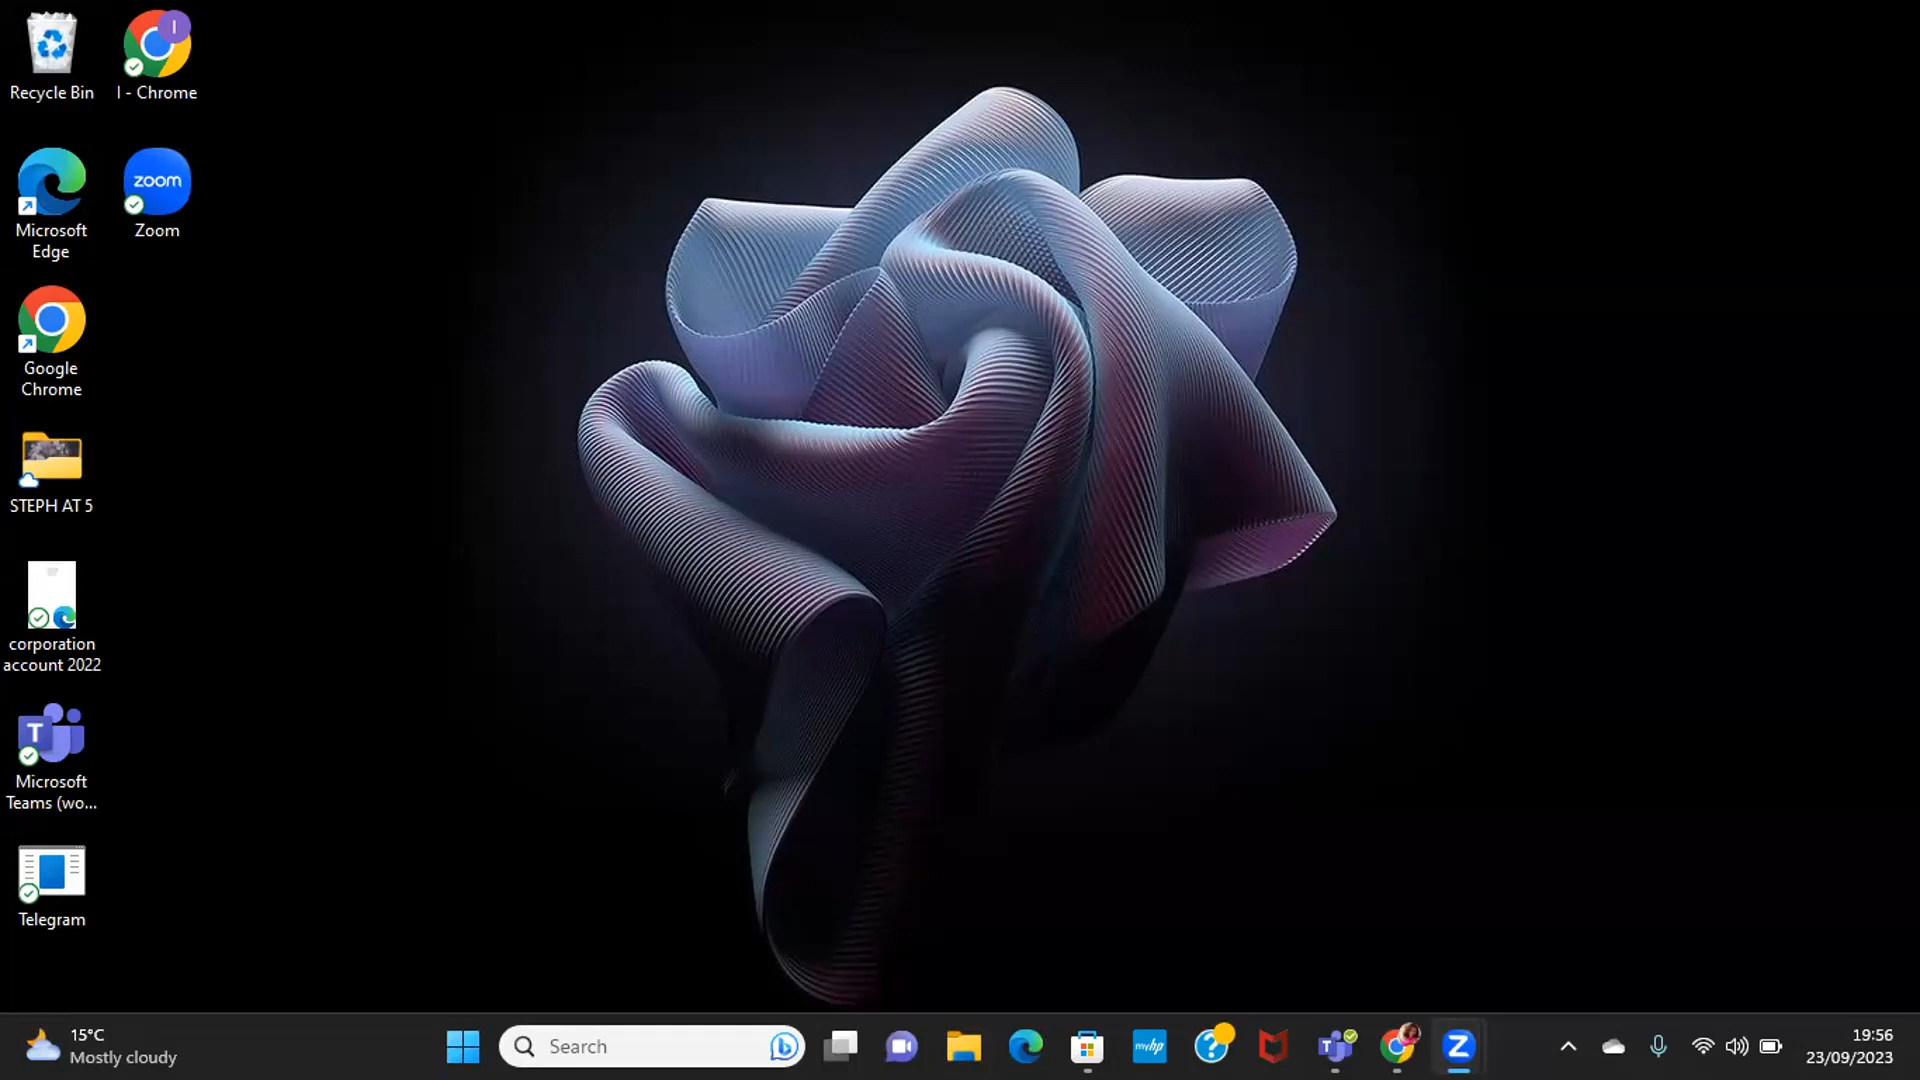 Recycle Bin
I - Chrome
Microsoft
Edge
zoom
Zoom
Google
Chrome
STEPH AT 5
corporation
account 2022
T
Microsoft
Teams (wo...
Telegram
15°C
Mostly cloudy
Search
myhp
19:56
23/09/2023